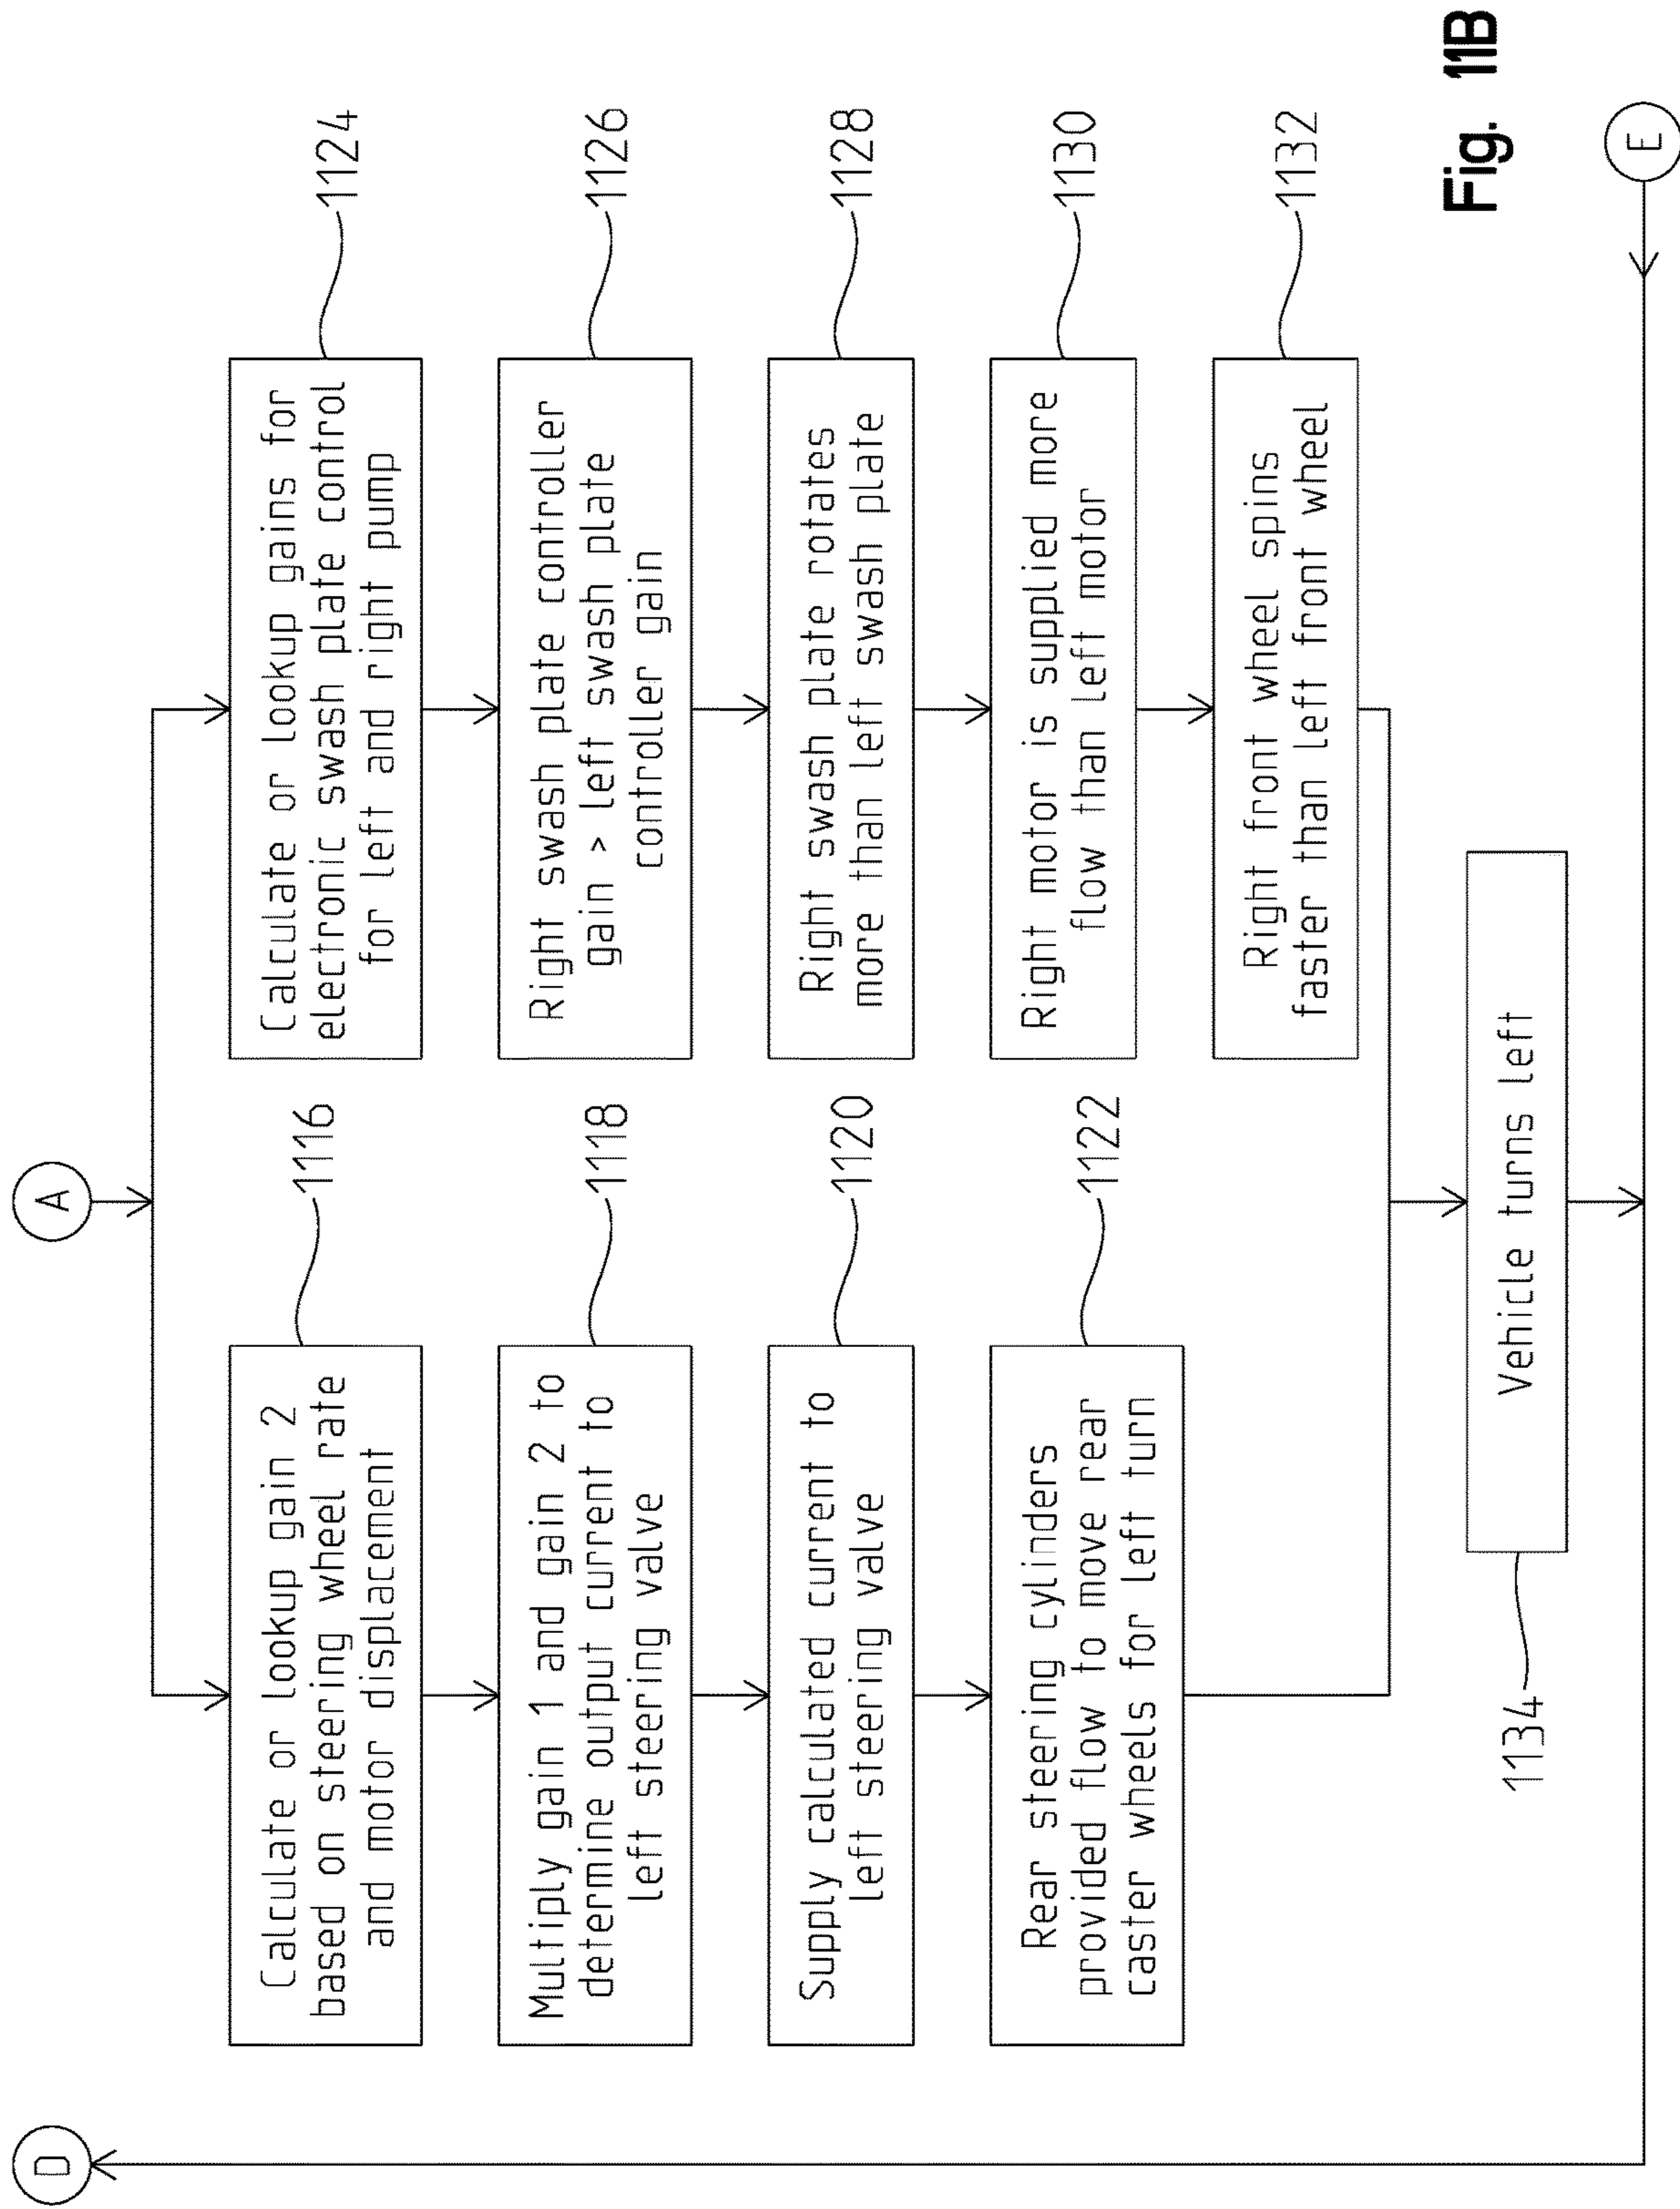 D
A
E
Calculate or lookup gain 2
based on steering wheel rate
and motor displacement
1116
Multiply gain 1 and gain 2 to
determine output current to
left steering valve
1118
Supply calculated current to
left steering valve
1120
Rear steering cylinders
provided flow to move rear
caster wheels for left turn
1122
Calculate or lookup gains for
electronic swash plate control
for left and right pump
1124
Right swash plate controller
gain > left swash plate
controller gain
1126
Right swash plate rotates
more than left swash plate
1128
Right motor is supplied more
flow than left motor
1130
Right front wheel spins
faster than left front wheel
1132
Vehicle turns left
1134
Fig. 11B